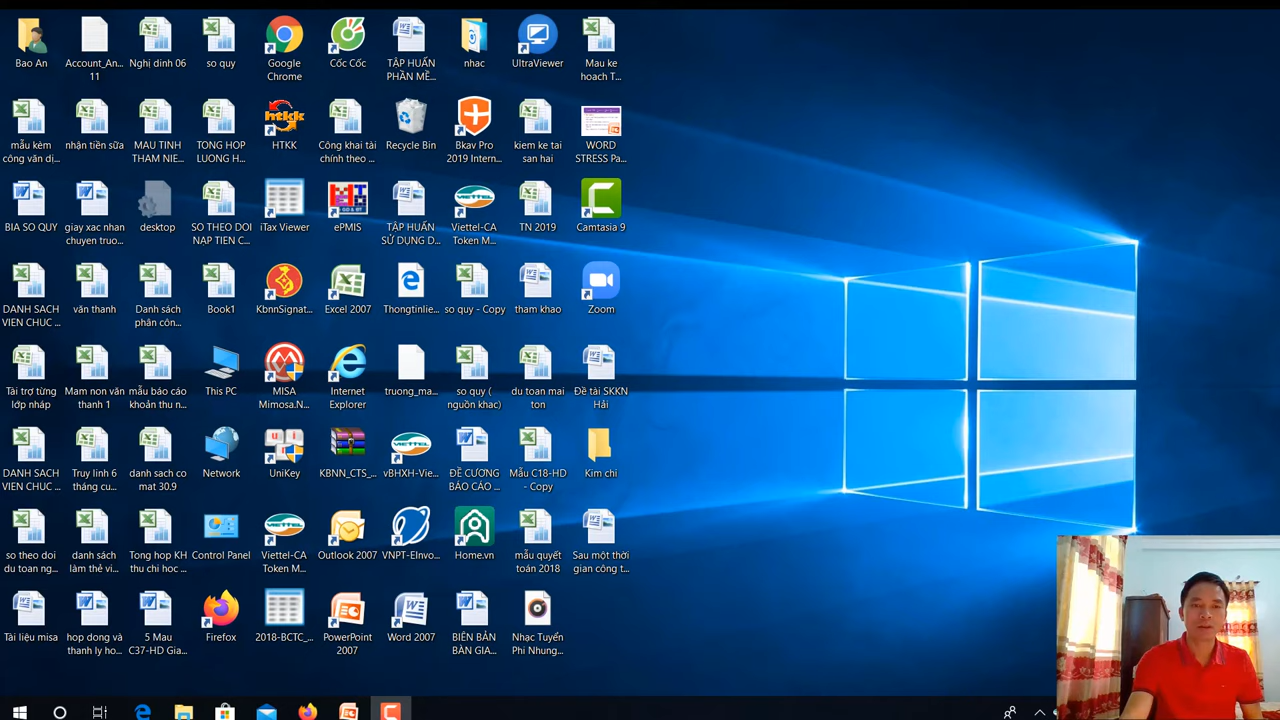 Bao An
Account_An...
11
Nghị dinh 06
so quy
Google
Chrome
Cốc Cốc
TẬP HUẤN
PHẦN MỀ...
nhac
UltraViewer
Mau ke
hoach T...
mẫu kèm
công văn dị...
nhận tiền sữa
MAU TINH
THAM NIE...
TONG HOP
LUONG H...
HTKK
Công khai tài
chính theo ...
Recycle Bin
Bkav Pro
2019 Intern...
kiem ke tai
san hai
WORD
STRESS Pa...
BIA SO QUY
giay xac nhan
chuyen truo...
desktop
SO THEO DOI
NAP TIEN C...
iTax Viewer
ePMIS
TẬP HUẤN
SỬ DỤNG D...
Viettel-CA
Token M...
TN 2019
Camtasia 9
DANH SACH
VIEN CHUC ...
văn thanh
Danh sách
phân côn...
Book1
KbnnSignat...
Excel 2007
Thongtinlie...
so quy - Copy
tham khao
Zoom
Tài trợ từng
lớp nháp
Mam non văn
thanh 1
mẫu báo cáo
khoản thu n...
This PC
MISA
Mimosa.N...
Internet
Explorer
truong_ma...
so quy (
nguồn khac)
du toan mai
ton
Đề tài SKKN
Hải
DANH SACH
VIEN CHUC ...
Truy linh 6
tháng cu...
danh sach co
mat 30.9
Network
UniKey
KBNN_CTS_...
vBHXH-Vie...
ĐỀ CƯƠNG
BÁO CÁO ...
Mẫu C18-HD
- Copy
Kim chi
so theo doi
du toan ng...
danh sách
làm thẻ vi...
Tong hop KH
thu chi hoc ...
Control Panel
Viettel-CA
Token M...
Outlook 2007
VNPT-EInvo...
Home.vn
mẫu quyết
toán 2018
Sau một thời
gian công t...
Tài liệu misa
hop dong và
thanh ly ho...
5 Mau
C37-HD Gia...
Firefox
2018-BCTC_...
PowerPoint
2007
Word 2007
BIÊN BẢN
BÀN GIA...
Nhạc Tuyển
Phi Nhung...